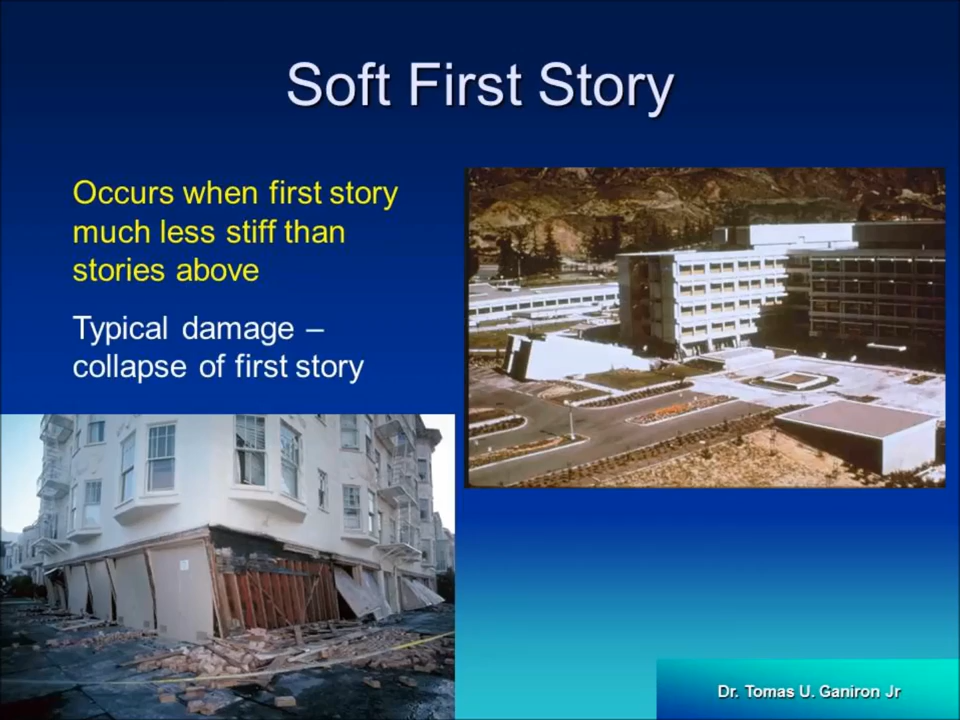 Soft First Story
Occurs when first story
much less stiff than
stories above
Typical damage –
collapse of first story
Dr. Tomas U. Ganiron Jr